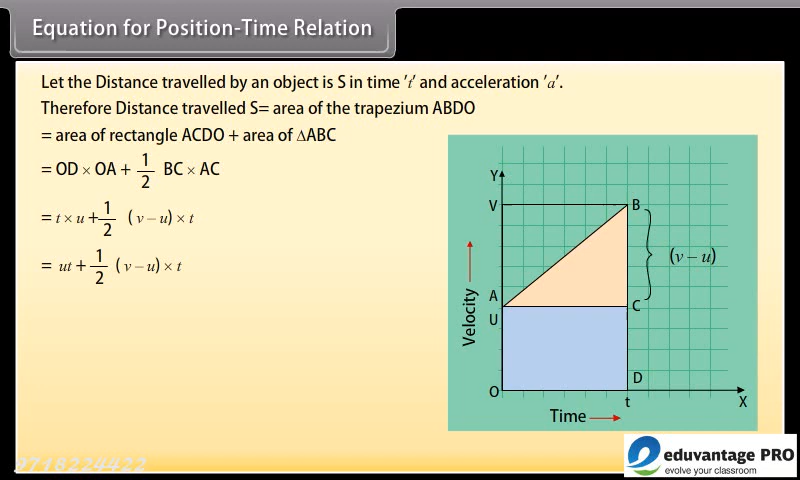 Equation for Position-Time Relation
Let the Distance travelled by an object is S in time 't' and acceleration 'a'.
Therefore Distance travelled S= area of the trapezium ABDO
= area of rectangle ACDO + area of ∆ABC
= OD × OA + 1/2 BC × AC
= t × u + 1/2 (v – u) × t
= ut + 1/2 (v – u) × t
Y
V
B
(v – u)
A
C
U
Velocity
D
O
t
X
Time
9718224422
eduvantage PRO
evolve your classroom